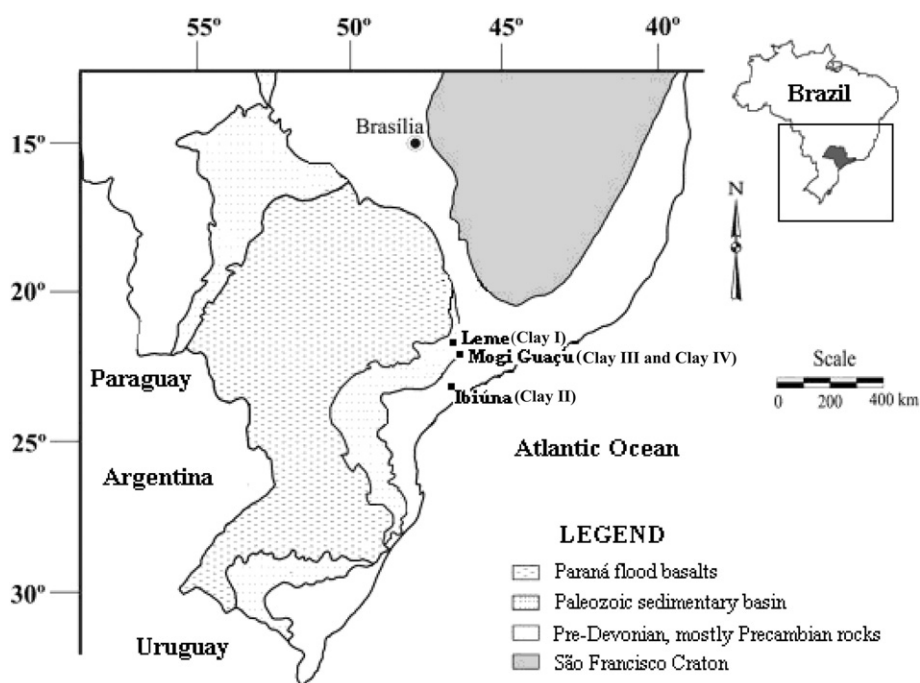 55º 50º 45º 40º
Brazil
Brasília
15º
N
20º
Leme (Clay I)
Mogi Guaçu (Clay III and Clay IV)
Scale
Paraguay
0 200 400 km
Ibiúna (Clay II)
25º
Atlantic Ocean
Argentina
LEGEND
Paraná flood basalts
30º
Paleozoic sedimentary basin
Pre-Devonian, mostly Precambian rocks
Uruguay
São Francisco Craton